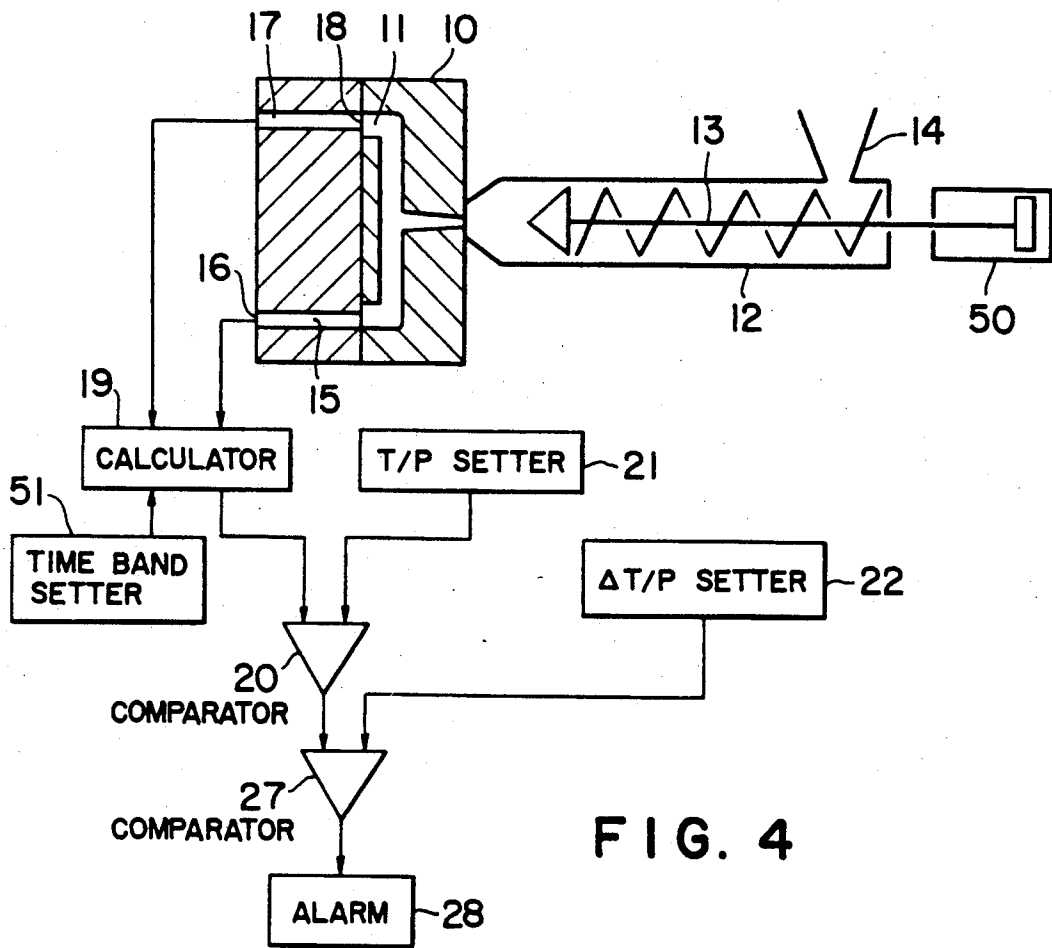 17
18
11
10
14
13
16
12
50
15
19
CALCULATOR
T/P SETTER
21
51
TIME BAND
SETTER
Δ T/P SETTER
22
20
COMPARATOR
27
COMPARATOR
FIG. 4
ALARM
28